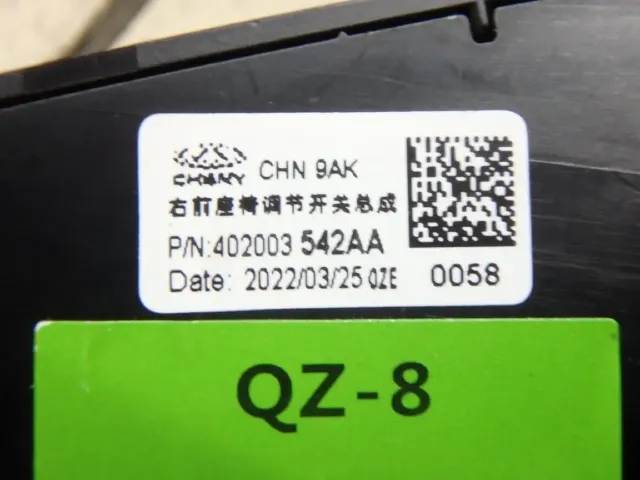 CHERY CHN 9AK
右前座椅调节开关总成
P/N:402003 542AA
Date: 2022/03/25 QZE 0058
QZ-8